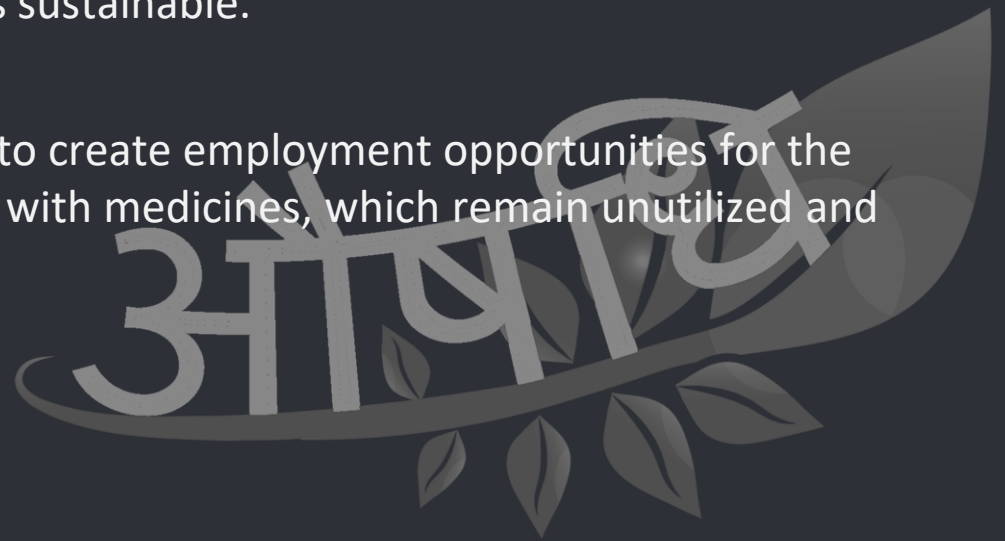 s sustainable.
to create employment opportunities for the
with medicines, which remain unutilized and
औषधि